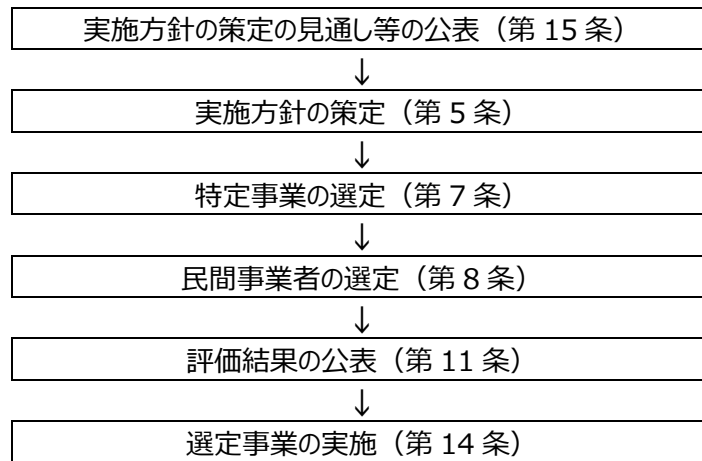 実施方針の策定の見通し等の公表（第 15 条）
↓
実施方針の策定（第 5 条）
↓
特定事業の選定（第 7 条）
↓
民間事業者の選定（第 8 条）
↓
評価結果の公表（第 11 条）
↓
選定事業の実施（第 14 条）